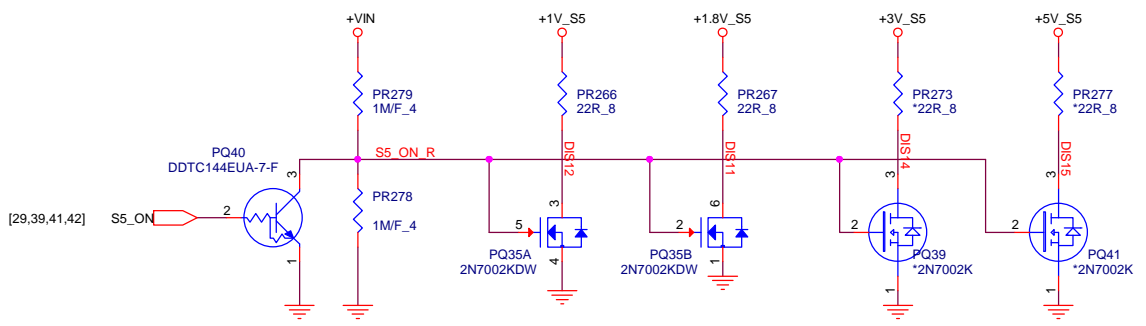 +VIN
+1V_S5
+1.8V_S5
+3V_S5
+5V_S5
PR279
1M/F_4
PR266
22R_8
PR267
22R_8
PR273
*22R_8
PR277
*22R_8
PQ40
DDTC144EUA-7-F
S5_ON_R
DIS12
DIS11
DIS14
DIS15
3
PR278
1M/F_4
3
6
3
3
[29,39,41,42]
S5_ON
2
5
2
2
2
PQ35A
2N7002KDW
PQ35B
2N7002KDW
PQ39
*2N7002K
PQ41
*2N7002K
1
4
1
1
1